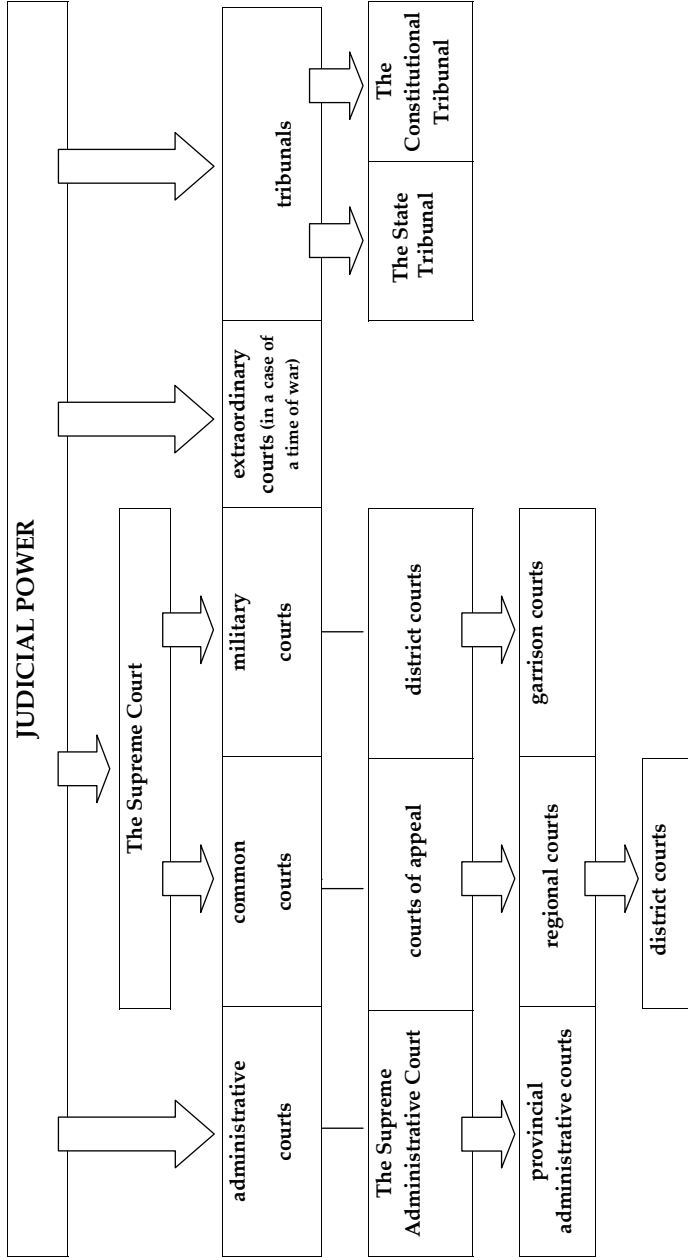 JUDICIAL POWER
The Supreme Court
administrative
courts
common
courts
military
courts
extraordinary
courts (in a case of
a time of war)
tribunals
The Supreme
Administrative Court
courts of appeal
district courts
The State
Tribunal
The
Constitutional
Tribunal
provincial
administrative courts
regional courts
garrison courts
district courts